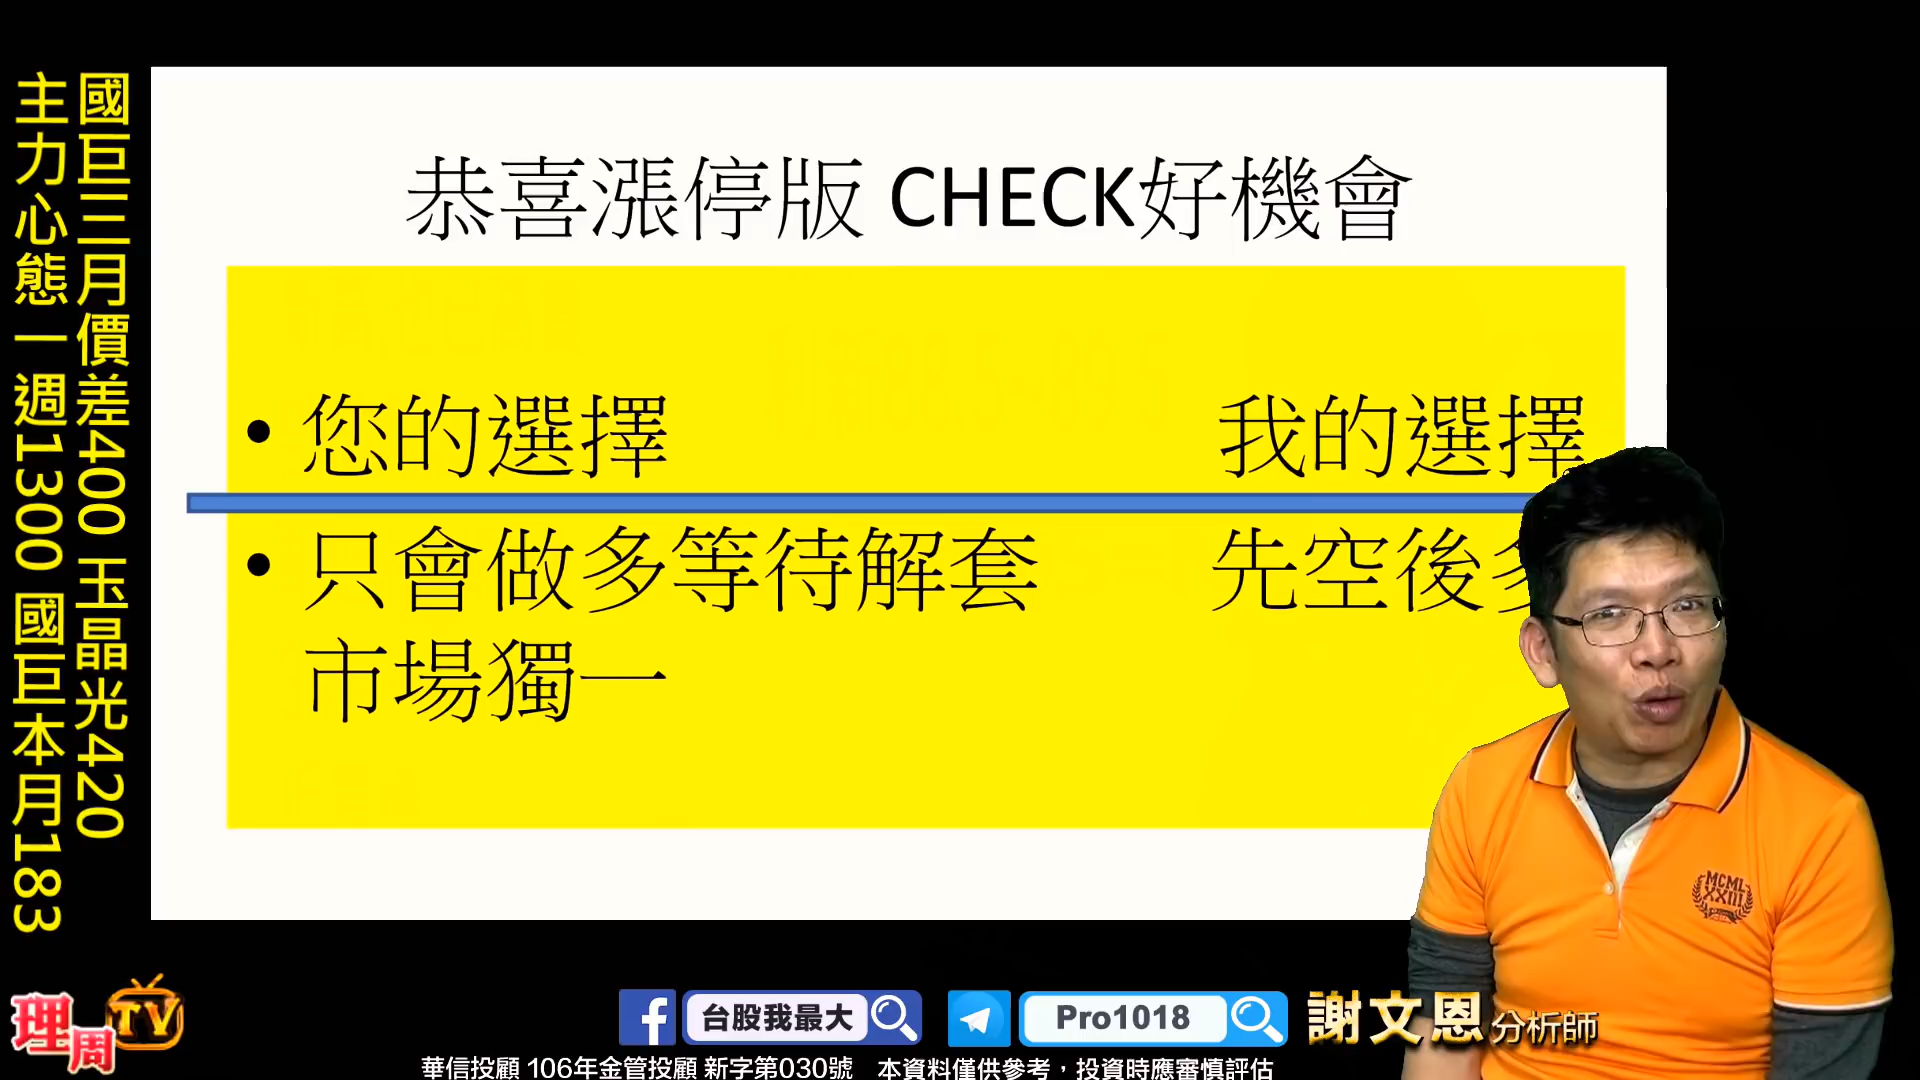 國巨三月價差400 玉晶光420
主力心態一週1300 國巨本月183
恭喜漲停版 CHECK好機會
• 您的選擇 我的選擇
• 只會做多等待解套 先空後多
市場獨一
MCML
XXIII
理周TV
台股我最大
Pro1018
謝文恩分析師
華信投顧 106年金管投顧 新字第030號 本資料僅供參考，投資時應審慎評估